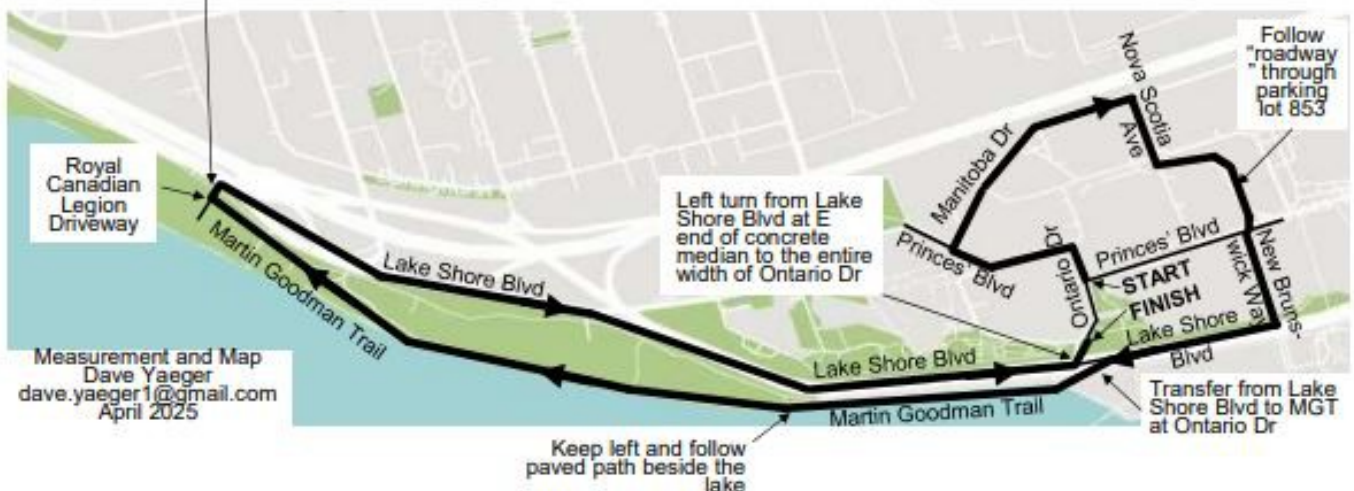 Nova Scotia
Ave
Follow
"roadway
" through
parking
lot 853
Manitoba Dr
Royal
Canadian
Legion
Driveway
Left turn from Lake
Shore Blvd at E
end of concrete
median to the entire
width of Ontario Dr
Princes' Blvd
Ontario Dr
Princes' Blvd
New Bruns-
wick Way
START
FINISH
Martin Goodman Trail
Lake Shore Blvd
Lake Shore Blvd
Lake Shore
Blvd
Measurement and Map
Dave Yaeger
dave.yaeger1@gmail.com
April 2025
Martin Goodman Trail
Transfer from Lake
Shore Blvd to MGT
at Ontario Dr
Keep left and follow
paved path beside the
lake